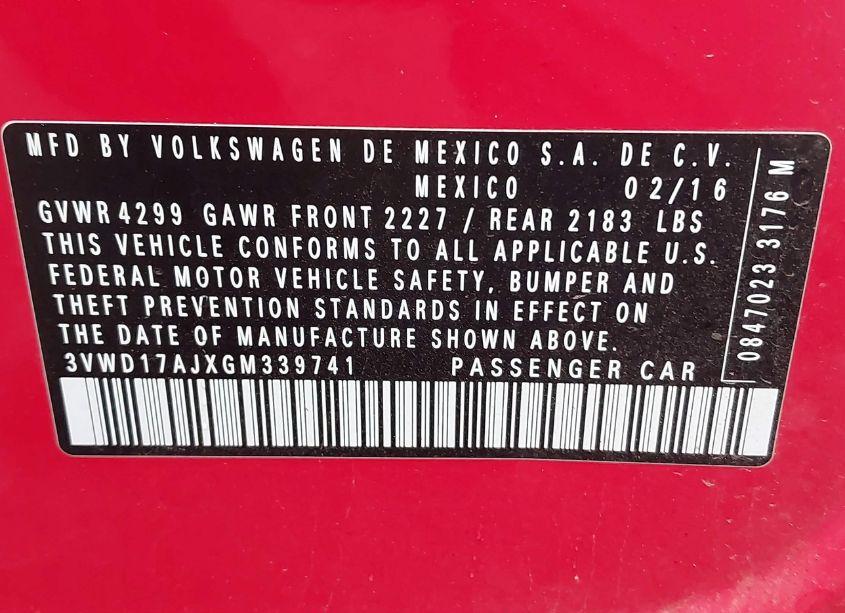 MFD BY VOLKSWAGEN DE MEXICO S.A. DE C.V.
MEXICO 02/16
GVWR 4299 GAWR FRONT 2227 / REAR 2183 LBS
THIS VEHICLE CONFORMS TO ALL APPLICABLE U.S.
FEDERAL MOTOR VEHICLE SAFETY, BUMPER AND
THEFT PREVENTION STANDARDS IN EFFECT ON
THE DATE OF MANUFACTURE SHOWN ABOVE.
3VWD17AJXGM339741 PASSENGER CAR
0847023 3176 M